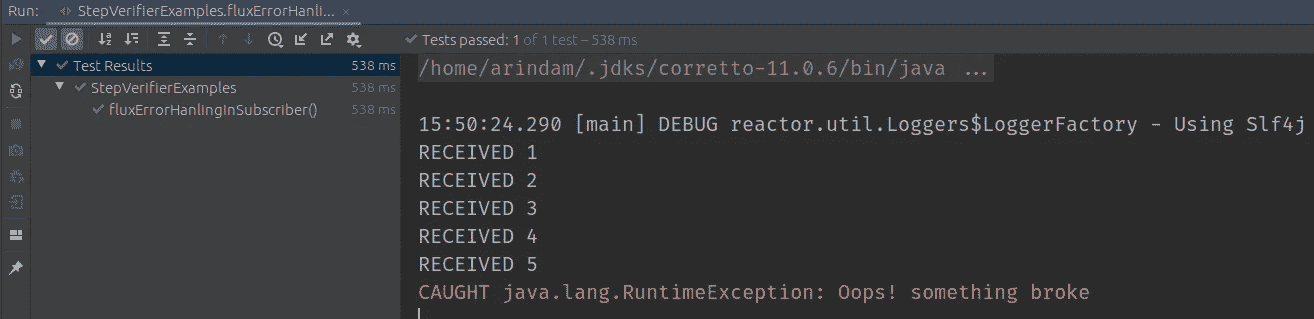 Run: StepVerifierExamples.fluxErrorHanli... ×
Tests passed: 1 of 1 test – 538 ms
Test Results 538 ms
StepVerifierExamples 538 ms
fluxErrorHanlingInSubscriber() 538 ms
/home/arindam/.jdks/corretto-11.0.6/bin/java ...
15:50:24.290 [main] DEBUG reactor.util.Loggers$LoggerFactory - Using Slf4j
RECEIVED 1
RECEIVED 2
RECEIVED 3
RECEIVED 4
RECEIVED 5
CAUGHT java.lang.RuntimeException: Oops! something broke